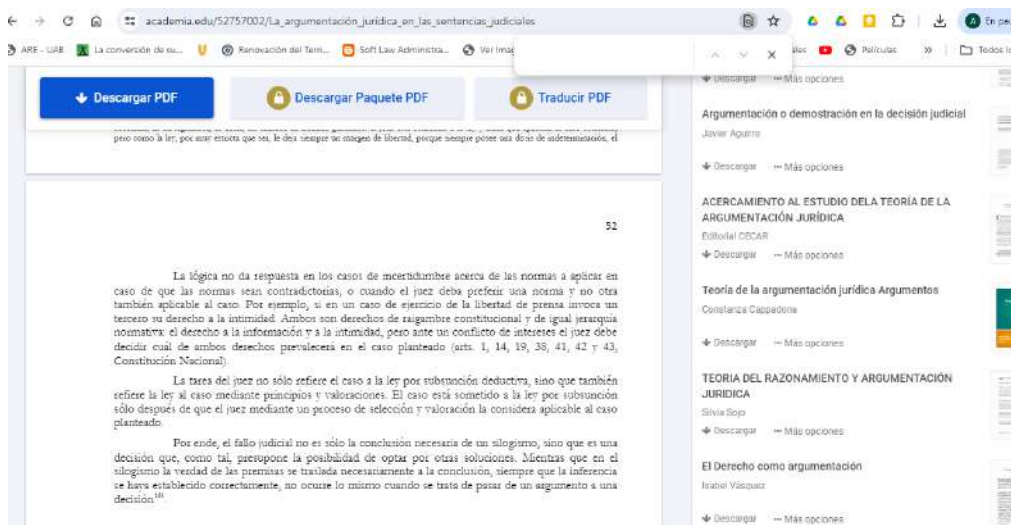 academia.edu/52757002/La_argumentación_jurídica_en_las_sentencias_judiciales
En pe
ARE - UAB
La conversión de su...
Renovación del Terri...
Soft Law Administra...
Ver Imag
ales
Películas
Todos lo
Descargar PDF
Descargar Paquete PDF
Traducir PDF
pero como la ley, por muy estricta que sea, le deja siempre un margen de libertad, porque siempre posee una dosis de indeterminación, el
52
La lógica no da respuesta en los casos de incertidumbre acerca de las normas a aplicar en
caso de que las normas sean contradictorias, o cuando el juez deba preferir una norma y no otra
también aplicable al caso. Por ejemplo, si en un caso de ejercicio de la libertad de prensa invoca un
tercero su derecho a la intimidad. Ambos son derechos de raigambre constitucional y de igual jerarquía
normativa: el derecho a la información y a la intimidad, pero ante un conflicto de intereses el juez debe
decidir cuál de ambos derechos prevalecerá en el caso planteado (arts. 1, 14, 19, 38, 41, 42 y 43,
Constitución Nacional).
La tarea del juez no sólo refiere el caso a la ley por subsunción deductiva, sino que también
refiere la ley al caso mediante principios y valoraciones. El caso está sometido a la ley por subsunción
sólo después de que el juez mediante un proceso de selección y valoración la considera aplicable al caso
planteado.
Por ende, el fallo judicial no es sólo la conclusión necesaria de un silogismo, sino que es una
decisión que, como tal, presupone la posibilidad de optar por otras soluciones. Mientras que en el
silogismo la verdad de las premisas se traslada necesariamente a la conclusión, siempre que la inferencia
se haya establecido correctamente, no ocurre lo mismo cuando se trata de pasar de un argumento a una
decisión
Descargar ··· Más opciones
Argumentación o demostración en la decisión judicial
Javier Aguirre
Descargar ··· Más opciones
ACERCAMIENTO AL ESTUDIO DELA TEORÍA DE LA
ARGUMENTACIÓN JURÍDICA
Editorial CECAR
Descargar ··· Más opciones
Teoría de la argumentación jurídica Argumentos
Constanza Cappadona
Descargar ··· Más opciones
TEORIA DEL RAZONAMIENTO Y ARGUMENTACIÓN
JURIDICA
Silvia Sojo
Descargar ··· Más opciones
El Derecho como argumentación
Isabel Vásquez
Descargar ··· Más opciones